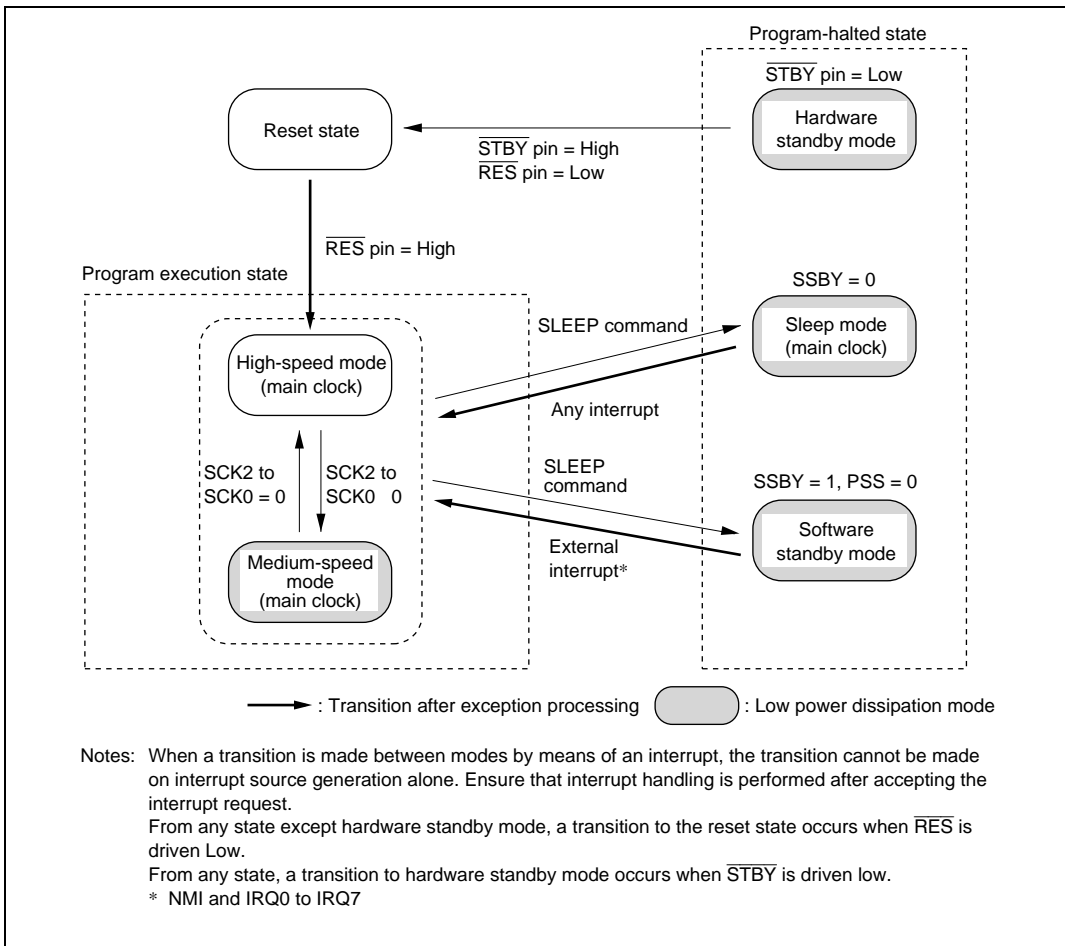 Program-halted state
STBY pin = Low
Hardware
standby mode
Reset state
STBY pin = High
RES pin = Low
RES pin = High
Program execution state
SSBY = 0
SLEEP command
Sleep mode
(main clock)
High-speed mode
(main clock)
Any interrupt
SCK2 to
SCK0 = 0
SCK2 to
SCK0 0
SLEEP
command
SSBY = 1, PSS = 0
Software
standby mode
External
interrupt*
Medium-speed
mode
(main clock)
: Transition after exception processing
: Low power dissipation mode
Notes: When a transition is made between modes by means of an interrupt, the transition cannot be made
on interrupt source generation alone. Ensure that interrupt handling is performed after accepting the
interrupt request.
From any state except hardware standby mode, a transition to the reset state occurs when RES is
driven Low.
From any state, a transition to hardware standby mode occurs when STBY is driven low.
* NMI and IRQ0 to IRQ7